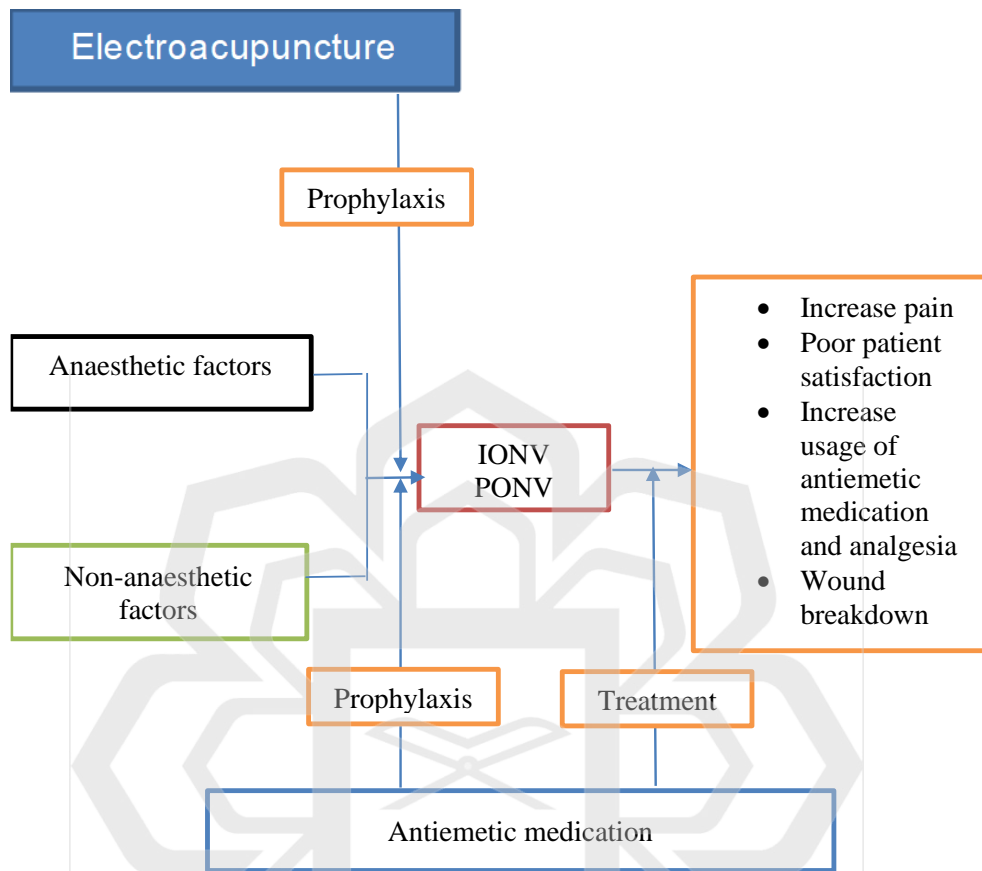 Electroacupuncture
Prophylaxis
Anaesthetic factors
Non-anaesthetic
factors
IONV
PONV
• Increase pain
• Poor patient
satisfaction
• Increase
usage of
antiemetic
medication
and analgesia
• Wound
breakdown
Prophylaxis
Treatment
Antiemetic medication